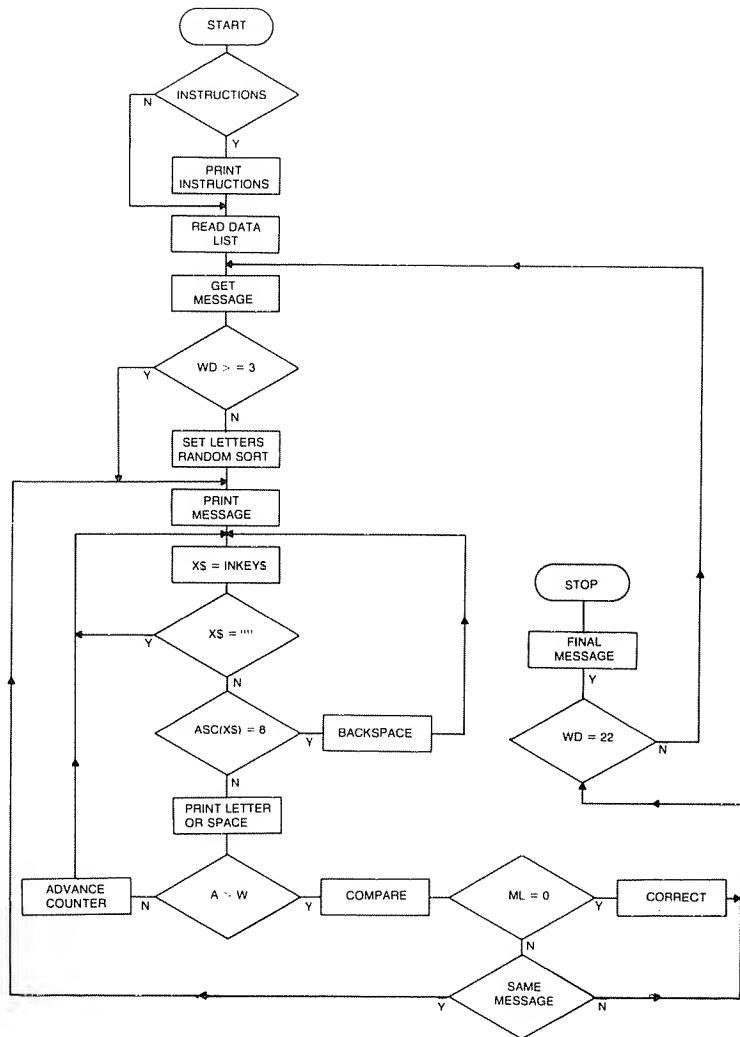 START
INSTRUCTIONS
N
Y
PRINT
INSTRUCTIONS
READ DATA
LIST
GET
MESSAGE
WD > = 3
Y
N
SET LETTERS
RANDOM SORT
PRINT
MESSAGE
X$ = INKEY$
X$ = ""
Y
N
ASC(X$) = 8
Y
BACKSPACE
N
PRINT LETTER
OR SPACE
STOP
FINAL
MESSAGE
Y
WD = 22
N
ADVANCE
COUNTER
N
A > W
Y
COMPARE
ML = 0
Y
CORRECT
N
SAME
MESSAGE
Y
N